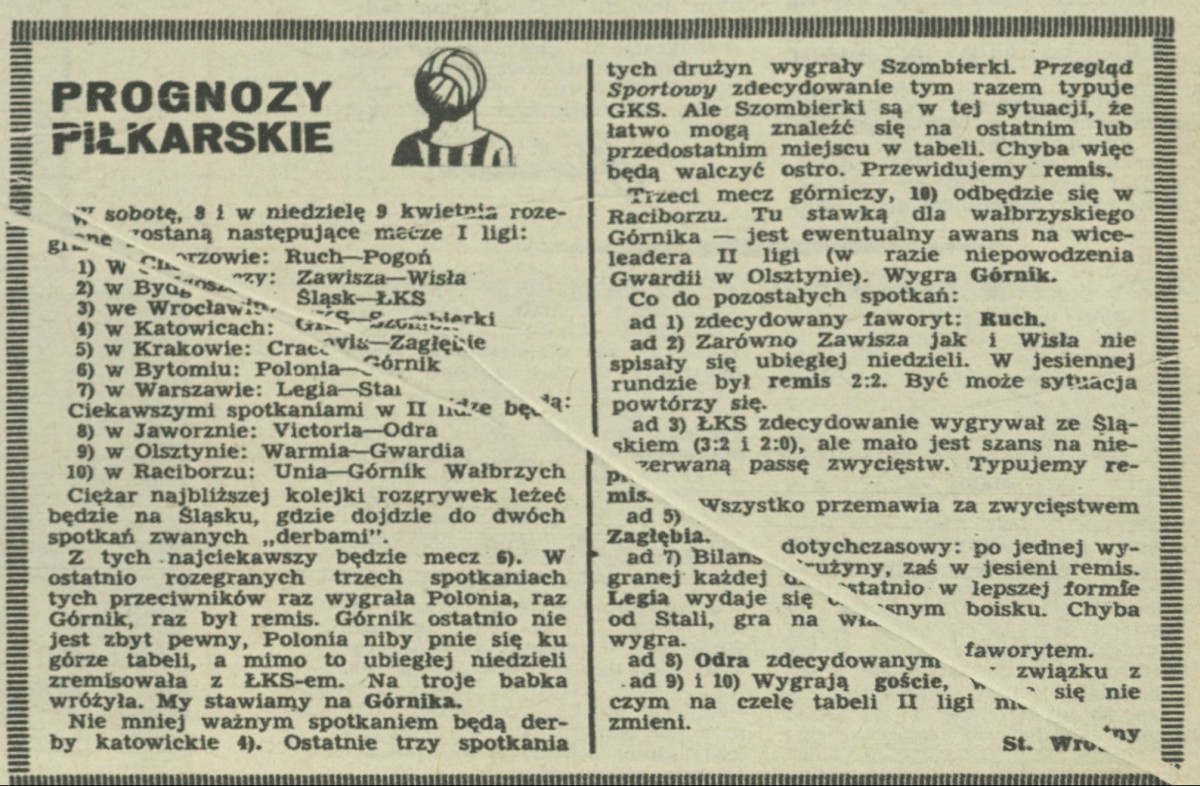 PROGNOZY
PIŁKARSKIE
W sobotę, 8 i w niedzielę 9 kwietnia roze-
grane zostaną następujące mecze I ligi:
1) w Chorzowie: Ruch—Pogoń
2) w Bydgoszczy: Zawisza—Wisła
3) we Wrocławiu: Śląsk—ŁKS
4) w Katowicach: GKS—Szombierki
5) w Krakowie: Cracovia—Zagłębie
6) w Bytomiu: Polonia—Górnik
7) w Warszawie: Legia—Stal
Ciekawszymi spotkaniami w II lidze będą:
8) w Jaworznie: Victoria—Odra
9) w Olsztynie: Warmia—Gwardia
10) w Raciborzu: Unia—Górnik Wałbrzych
Ciężar najbliższej kolejki rozgrywek leżeć
będzie na Śląsku, gdzie dojdzie do dwóch
spotkań zwanych „derbami".
Z tych najciekawszy będzie mecz 6). W
ostatnio rozegranych trzech spotkaniach
tych przeciwników raz wygrała Polonia, raz
Górnik, raz był remis. Górnik ostatnio nie
jest zbyt pewny, Polonia niby pnie się ku
górze tabeli, a mimo to ubiegłej niedzieli
zremisowała z ŁKS-em. Na troje babka
wróżyła. My stawiamy na Górnika.
Nie mniej ważnym spotkaniem będą der-
by katowickie 4). Ostatnie trzy spotkania
tych drużyn wygrały Szombierki. Przegląd
Sportowy zdecydowanie tym razem typuje
GKS. Ale Szombierki są w tej sytuacji, że
łatwo mogą znaleźć się na ostatnim lub
przedostatnim miejscu w tabeli. Chyba więc
będą walczyć ostro. Przewidujemy remis.
Trzeci mecz górniczy, 10) odbędzie się w
Raciborzu. Tu stawką dla wałbrzyskiego
Górnika — jest ewentualny awans na wice-
leadera II ligi (w razie niepowodzenia
Gwardii w Olsztynie). Wygra Górnik.
Co do pozostałych spotkań:
ad 1) zdecydowany faworyt: Ruch.
ad 2) Zarówno Zawisza jak i Wisła nie
spisały się ubiegłej niedzieli. W jesiennej
rundzie był remis 2:2. Być może sytuacja
powtórzy się.
ad 3) ŁKS zdecydowanie wygrywał ze Ślą-
skiem (3:2 i 2:0), ale mało jest szans na nie-
przerwaną passę zwycięstw. Typujemy re-
mis.
ad 5) Wszystko przemawia za zwycięstwem
Zagłębia.
ad 7) Bilans dotychczasowy: po jednej wy-
granej każdej drużyny, zaś w jesieni remis.
Legia wydaje się ostatnio w lepszej formie
od Stali, gra na własnym boisku. Chyba
wygra.
ad 8) Odra zdecydowanym faworytem.
ad 9) i 10) Wygrają goście, w związku z
czym na czele tabeli II ligi nic się nie
zmieni.
St.